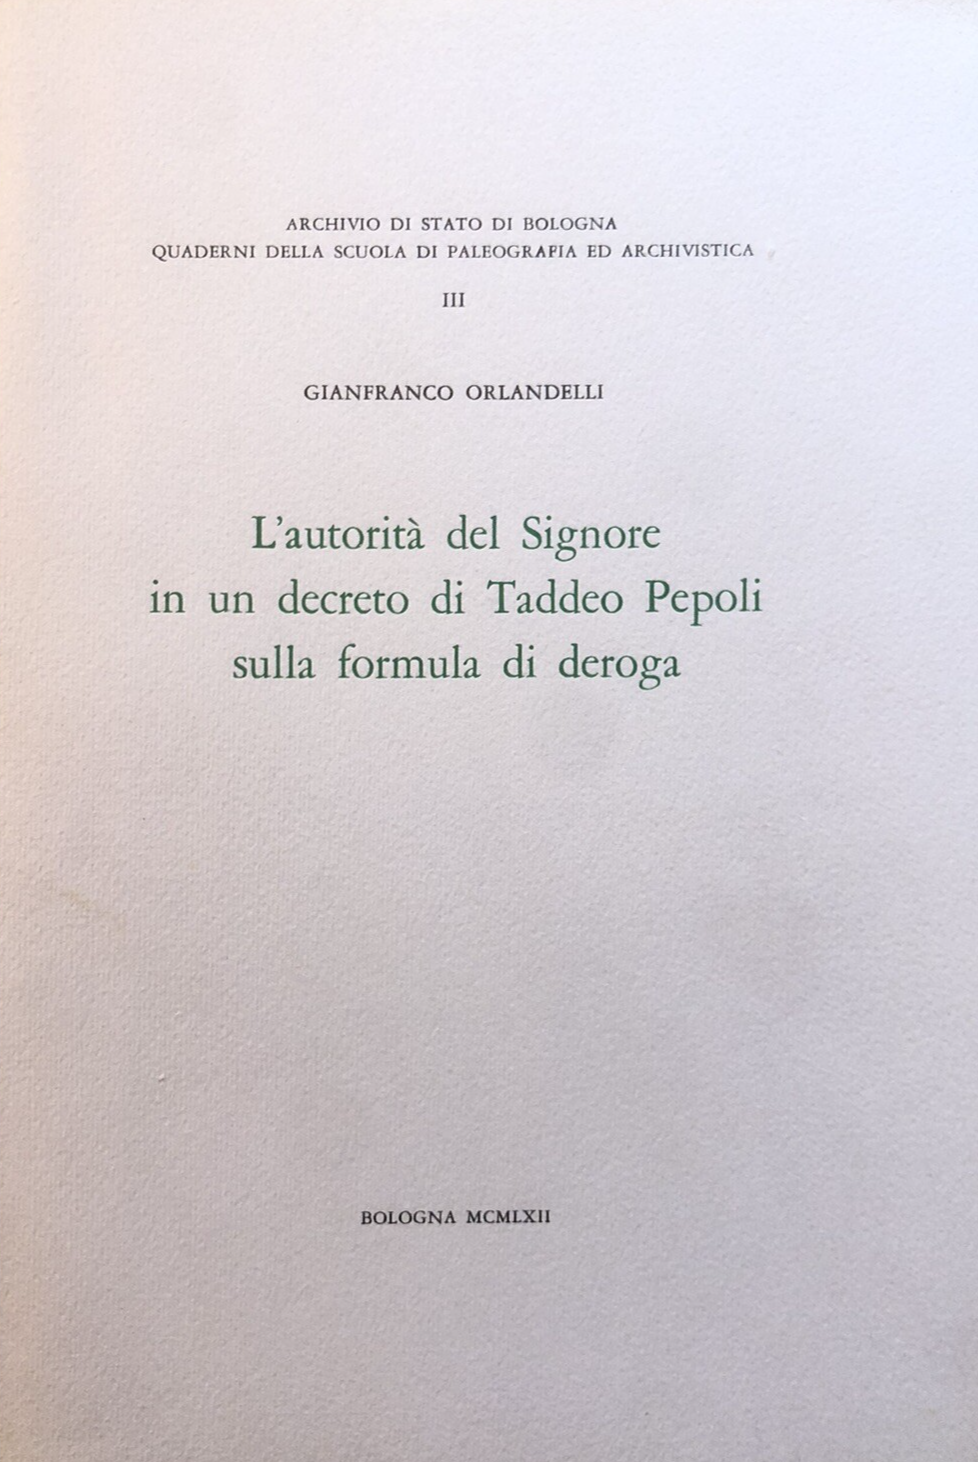 ARCHIVIO DI STATO DI BOLOGNA
QUADERNI DELLA SCUOLA DI PALEOGRAFIA ED ARCHIVISTICA
III
GIANFRANCO ORLANDELLI
L'autorità del Signore
in un decreto di Taddeo Pepoli
sulla formula di deroga
BOLOGNA MCMLXII